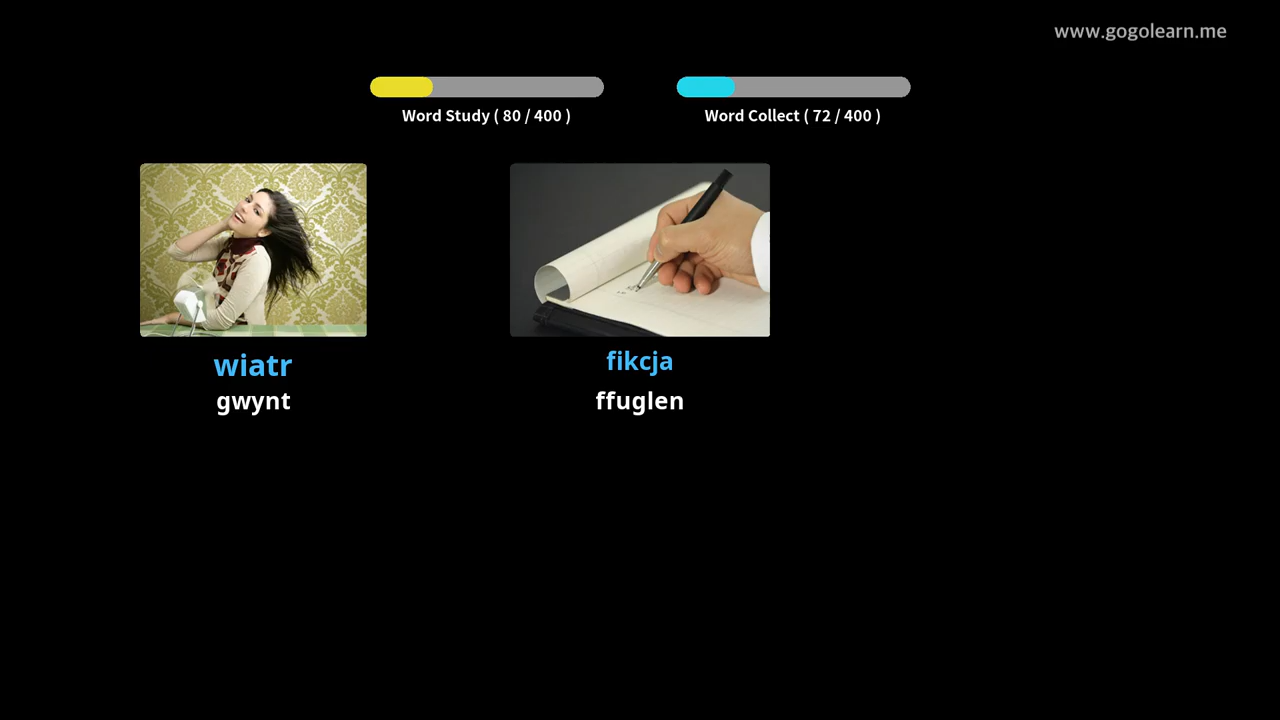 www.gogolearn.me
Word Study ( 80 / 400 )
Word Collect ( 72 / 400 )
wiatr
gwynt
fikcja
ffuglen